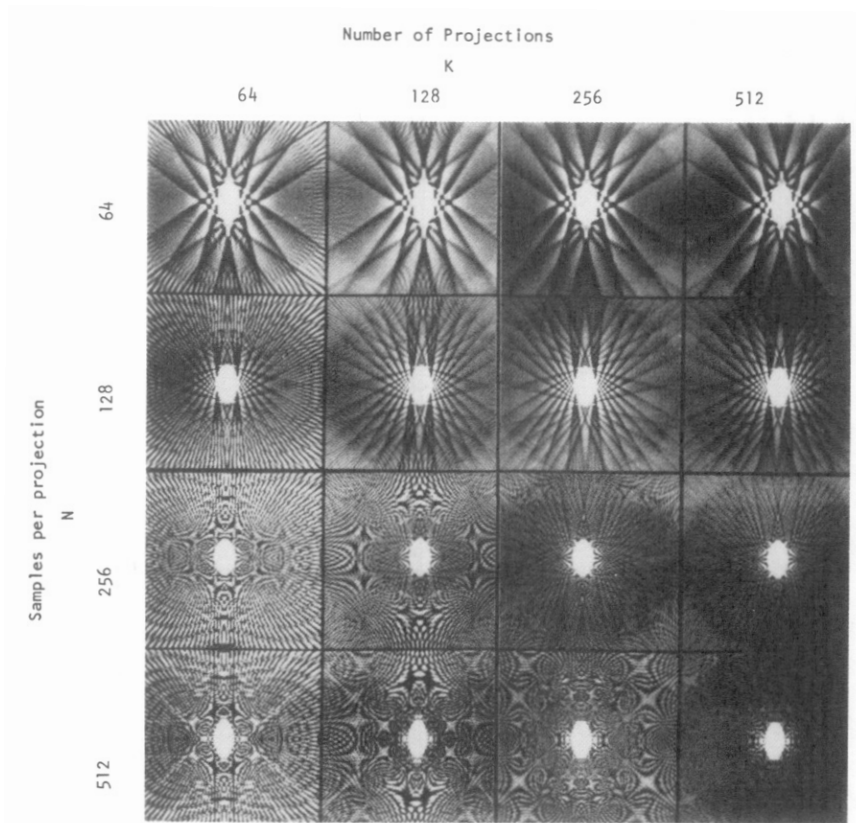 Number of Projections
K
64 128 256 512
Samples per projection
N
64
128
256
512